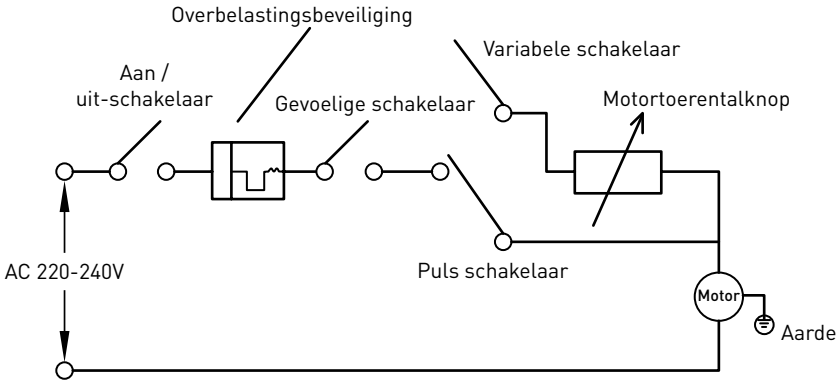 Overbelastingsbeveiliging
Variabele schakelaar
Aan /
uit-schakelaar
Gevoelige schakelaar
Motortoerentalknop
AC 220-240V
Puls schakelaar
Motor
Aarde